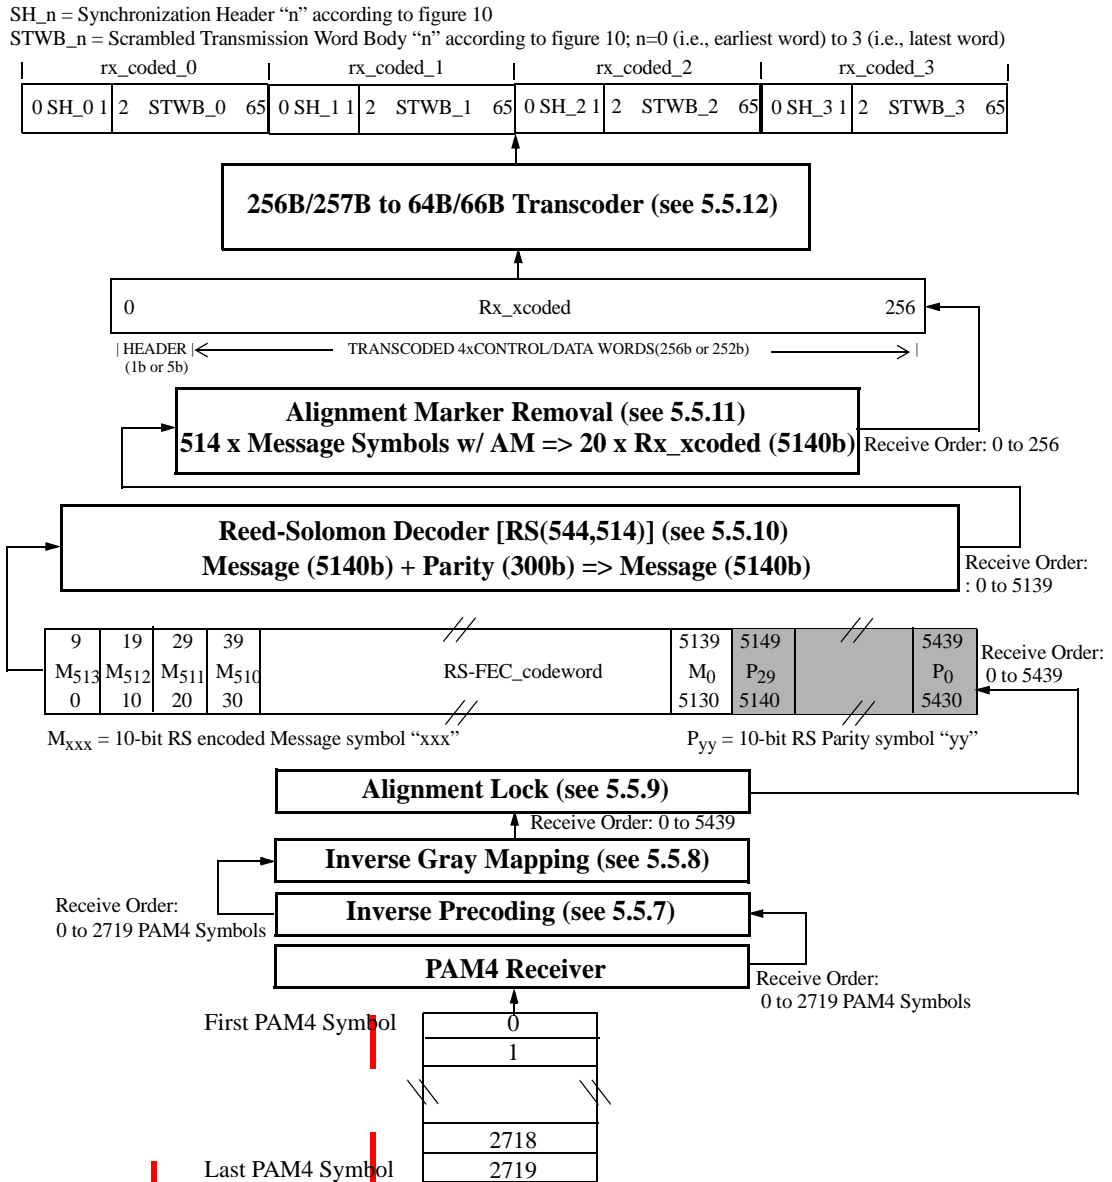 SH_n = Synchronization Header “n” according to figure 10
STWB_n = Scrambled Transmission Word Body “n” according to figure 10; n=0 (i.e., earliest word) to 3 (i.e., latest word)
rx_coded_0 rx_coded_1 rx_coded_2 rx_coded_3
0 SH_0 1 2 STWB_0 65 0 SH_1 1 2 STWB_1 65 0 SH_2 1 2 STWB_2 65 0 SH_3 1 2 STWB_3 65
256B/257B to 64B/66B Transcoder (see 5.5.12)
0 Rx_xcoded 256
HEADER TRANSCODED 4xCONTROL/DATA WORDS(256b or 252b)
(1b or 5b)
Alignment Marker Removal (see 5.5.11)
514 x Message Symbols w/ AM => 20 x Rx_xcoded (5140b)
Receive Order: 0 to 256
Reed-Solomon Decoder [RS(544,514)] (see 5.5.10)
Message (5140b) + Parity (300b) => Message (5140b)
Receive Order:
: 0 to 5139
9 19 29 39 5139 5149 5439
M513 M512 M511 M510 RS-FEC_codeword M0 P29 P0
0 10 20 30 5130 5140 5430
Receive Order:
0 to 5439
Mxxx = 10-bit RS encoded Message symbol “xxx” Pyy = 10-bit RS Parity symbol “yy”
Alignment Lock (see 5.5.9)
Receive Order: 0 to 5439
Inverse Gray Mapping (see 5.5.8)
Receive Order:
0 to 2719 PAM4 Symbols
Inverse Precoding (see 5.5.7)
PAM4 Receiver
Receive Order:
0 to 2719 PAM4 Symbols
First PAM4 Symbol 0
1
2718
Last PAM4 Symbol 2719